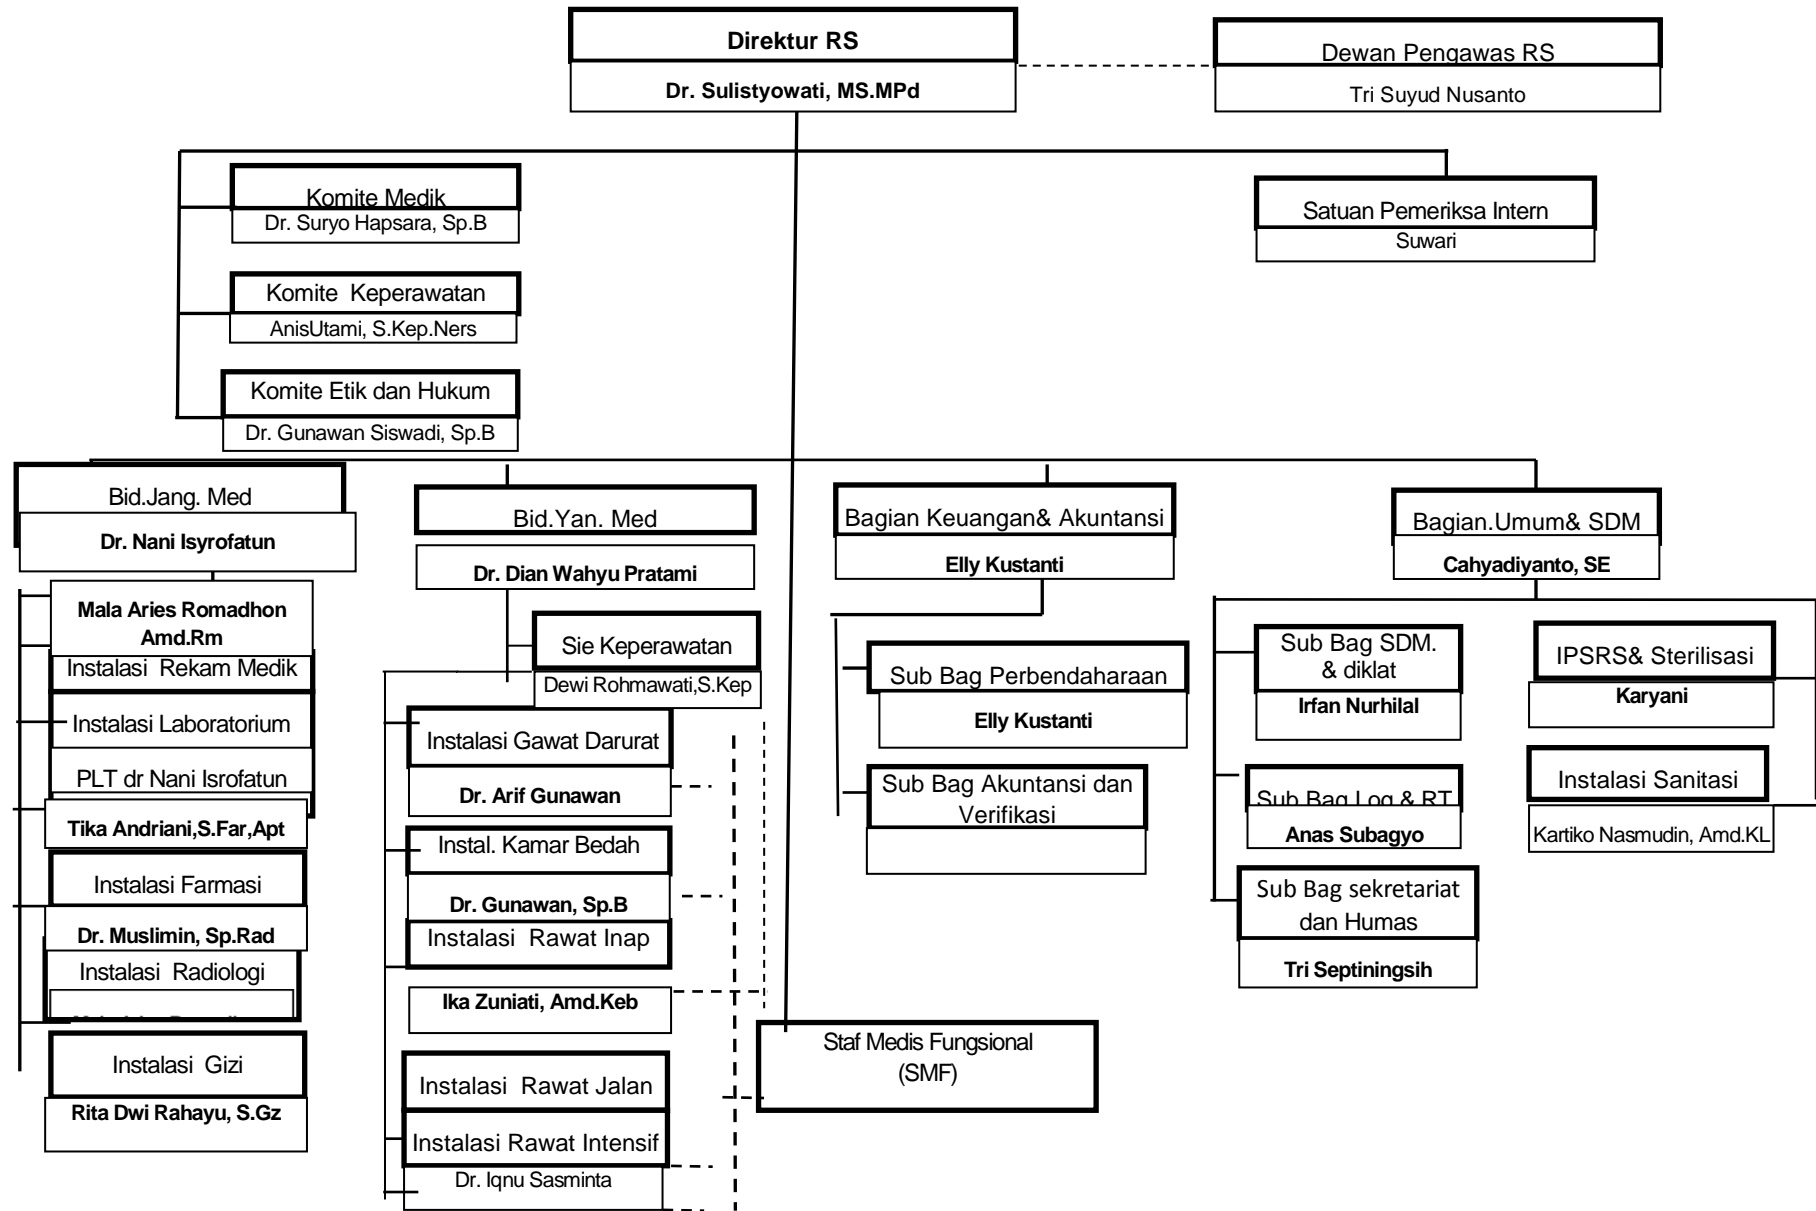 Direktur RS
Dr. Sulistyowati, MS.MPd
Dewan Pengawas RS
Tri Suyud Nusanto
Komite Medik
Dr. Suryo Hapsara, Sp.B
Satuan Pemeriksa Intern
Suwari
Komite Keperawatan
AnisUtami, S.Kep.Ners
Komite Etik dan Hukum
Dr. Gunawan Siswadi, Sp.B
Bid.Jang. Med
Dr. Nani Isyrofatun
Mala Aries Romadhon
Amd.Rm
Instalasi Rekam Medik
Instalasi Laboratorium
PLT dr Nani Isrofatun
Tika Andriani,S.Far,Apt
Instalasi Farmasi
Dr. Muslimin, Sp.Rad
Instalasi Radiologi
Instalasi Gizi
Rita Dwi Rahayu, S.Gz
Bid.Yan. Med
Dr. Dian Wahyu Pratami
Sie Keperawatan
Dewi Rohmawati,S.Kep
Instalasi Gawat Darurat
Dr. Arif Gunawan
Instal. Kamar Bedah
Dr. Gunawan, Sp.B
Instalasi Rawat Inap
Ika Zuniati, Amd.Keb
Instalasi Rawat Jalan
Instalasi Rawat Intensif
Dr. Iqnu Sasminta
Staf Medis Fungsional
(SMF)
Bagian Keuangan& Akuntansi
Elly Kustanti
Sub Bag Perbendaharaan
Elly Kustanti
Sub Bag Akuntansi dan
Verifikasi
Bagian.Umum& SDM
Cahyadiyanto, SE
Sub Bag SDM.
& diklat
Irfan Nurhilal
Sub Bag Log & RT
Anas Subagyo
Sub Bag sekretariat
dan Humas
Tri Septiningsih
IPSRS& Sterilisasi
Karyani
Instalasi Sanitasi
Kartiko Nasmudin, Amd.KL